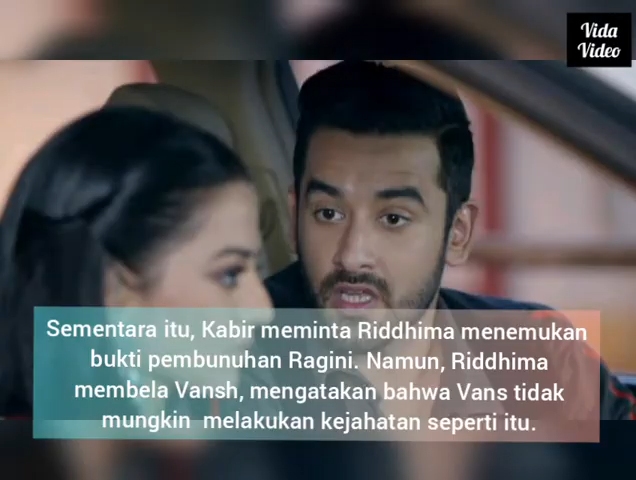 Vida
Video
Sementara itu, Kabir meminta Riddhima menemukan
bukti pembunuhan Ragini. Namun, Riddhima
membela Vansh, mengatakan bahwa Vans tidak
mungkin  melakukan kejahatan seperti itu.